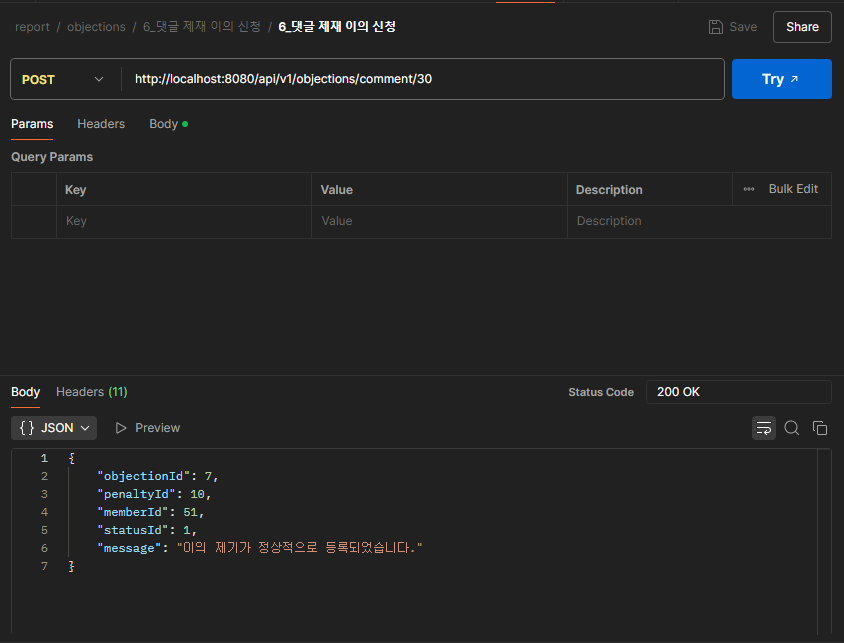 report / objections / 6_댓글 제재 이의 신청 / 6_댓글 제재 이의 신청 Save Share
POST http://localhost:8080/api/v1/objections/comment/30 Try ↗
Params Headers Body
Query Params
Key Value Description ••• Bulk Edit
Key Value Description
Body Headers (11) Status Code 200 OK
{} JSON Preview
1 {
2 "objectionId": 7,
3 "penaltyId": 10,
4 "memberId": 51,
5 "statusId": 1,
6 "message": "이의 제기가 정상적으로 등록되었습니다."
7 }